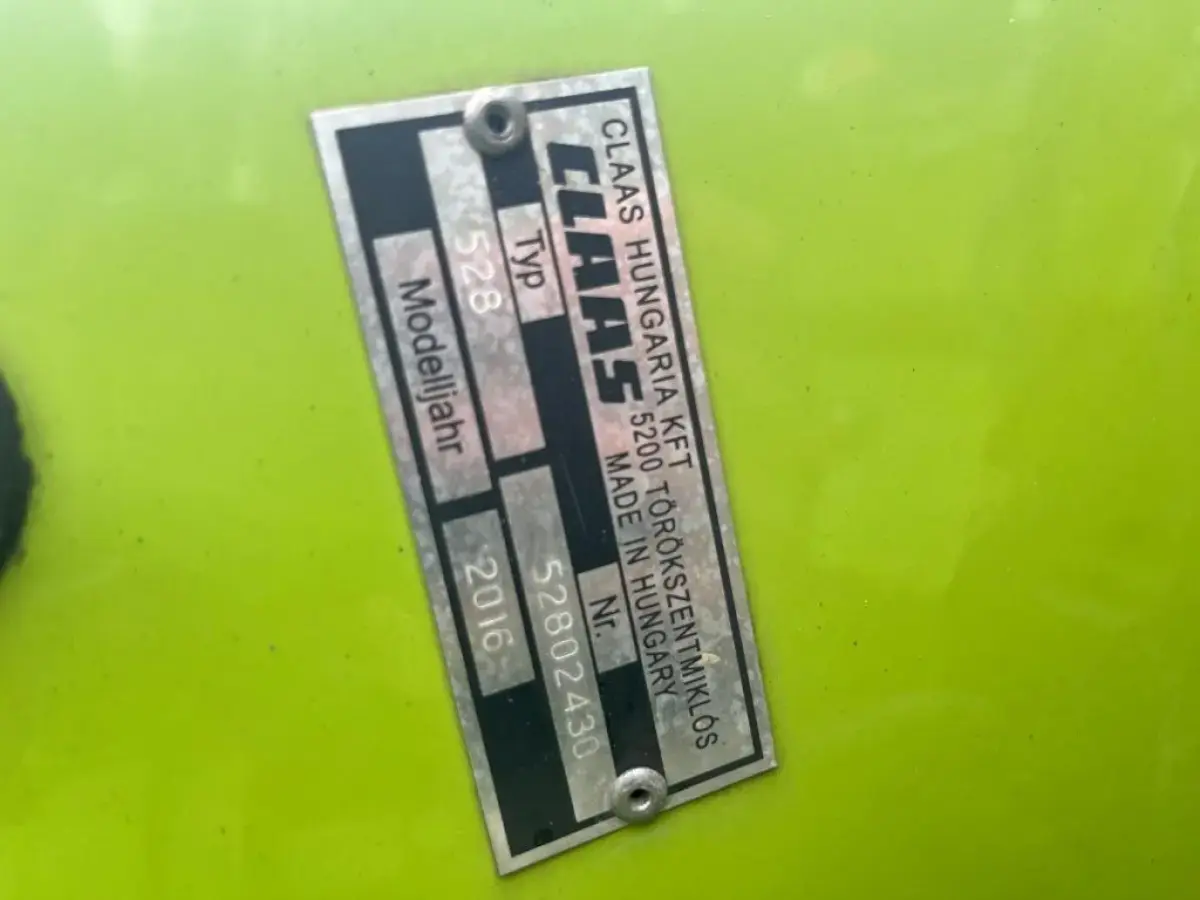 CLAAS HUNGARIA KFT
5200 TÖRÖKSZENTMIKLÓS
CLAAS MADE IN HUNGARY
Typ Nr.
528 52802430
Modelljahr 2016